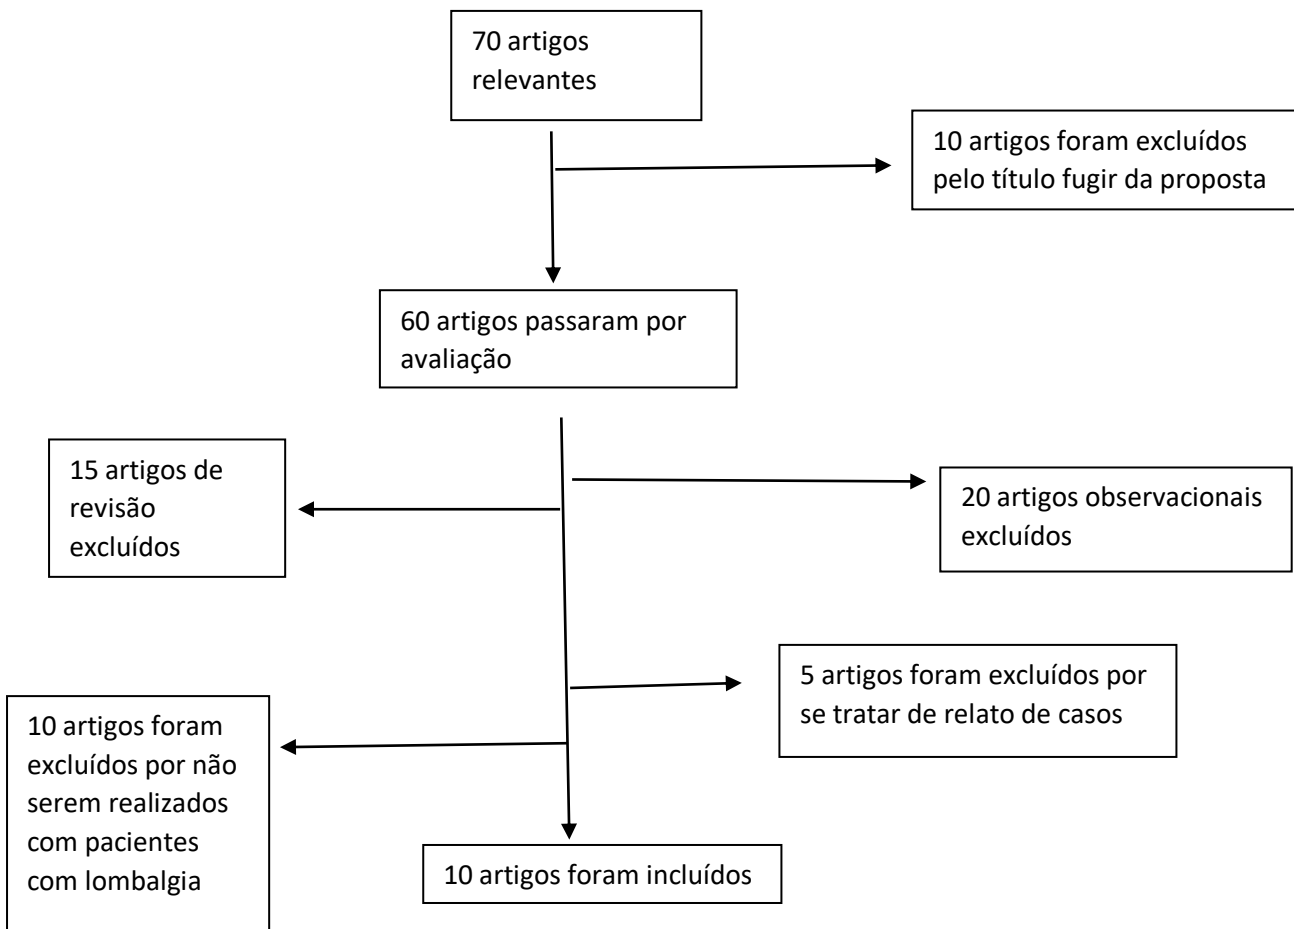 70 artigos
relevantes
10 artigos foram excluídos
pelo título fugir da proposta
60 artigos passaram por
avaliação
15 artigos de
revisão
excluídos
20 artigos observacionais
excluídos
5 artigos foram excluídos por
se tratar de relato de casos
10 artigos foram
excluídos por não
serem realizados
com pacientes
com lombalgia
10 artigos foram incluídos